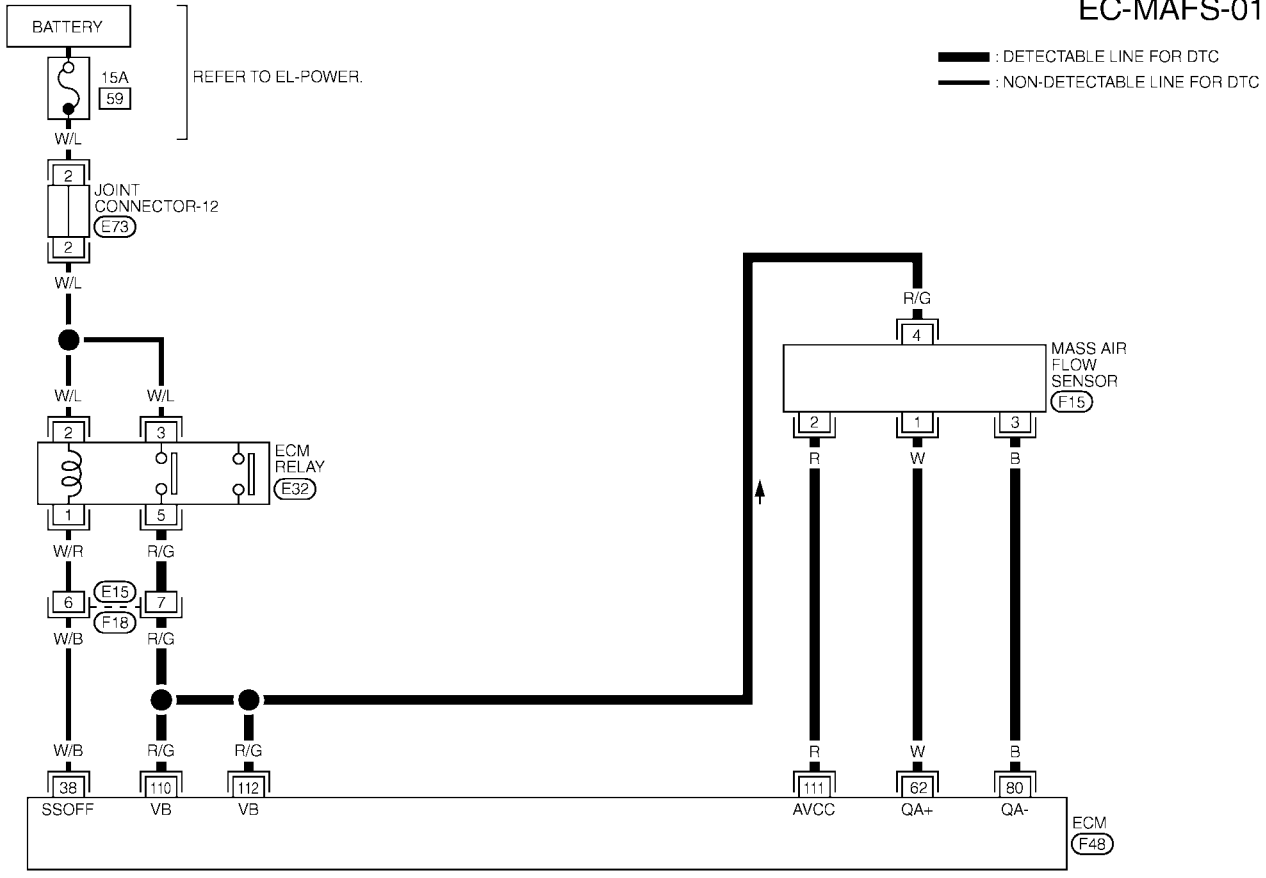 EC-MAFS-01
BATTERY
: DETECTABLE LINE FOR DTC
: NON-DETECTABLE LINE FOR DTC
15A
59
REFER TO EL-POWER.
W/L
2
JOINT
CONNECTOR-12
E73
2
W/L
R/G
4
MASS AIR
FLOW
SENSOR
F15
W/L W/L
2 3
2 1 3
R W B
ECM
RELAY
E32
1 5
W/R R/G
6 E15 7
F18
W/B R/G
W/B R/G R/G R W B
38 110 112 111 62 80
SSOFF VB VB AVCC QA+ QA-
ECM
F48